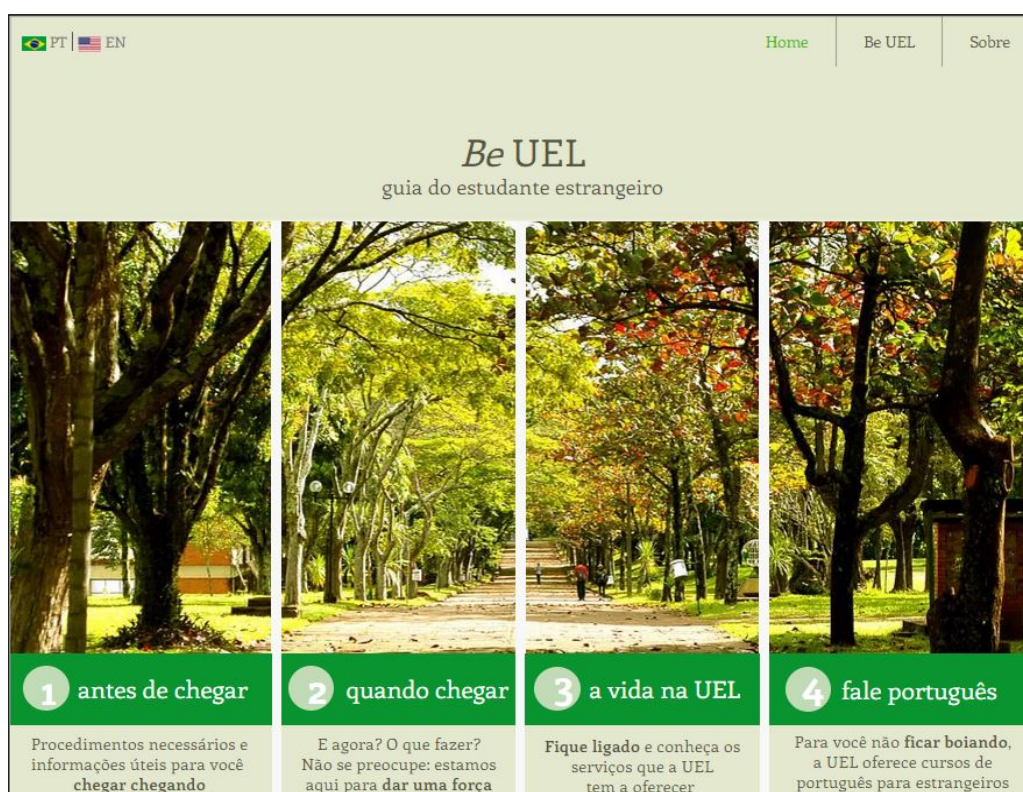 PT | EN
Home
Be UEL
Sobre
Be UEL
guia do estudante estrangeiro
1 antes de chegar
Procedimentos necessários e
informações úteis para você
chegar chegando
2 quando chegar
E agora? O que fazer?
Não se preocupe: estamos
aqui para dar uma força
3 a vida na UEL
Fique ligado e conheça os
serviços que a UEL
tem a oferecer
4 fale português
Para você não ficar boiando,
a UEL oferece cursos de
português para estrangeiros